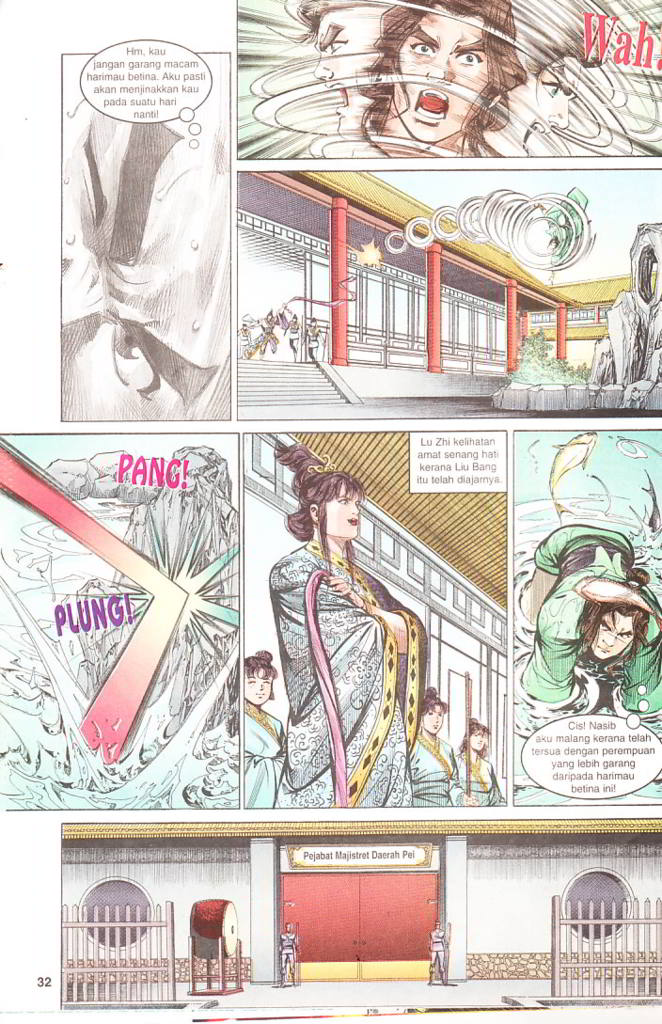 Hm, kau
jangan garang macam
harimau betina. Aku pasti
akan menjinakkan kau
pada suatu hari
nanti!
Wah!
PANG!
PLUNG!
Lu Zhi kelihatan
amat senang hati
kerana Liu Bang
itu telah diajarnya.
Cis! Nasib
aku malang kerana telah
tersua dengan perempuan
yang lebih garang
daripada harimau
betina ini!
Pejabat Majistret Daerah Pei
32